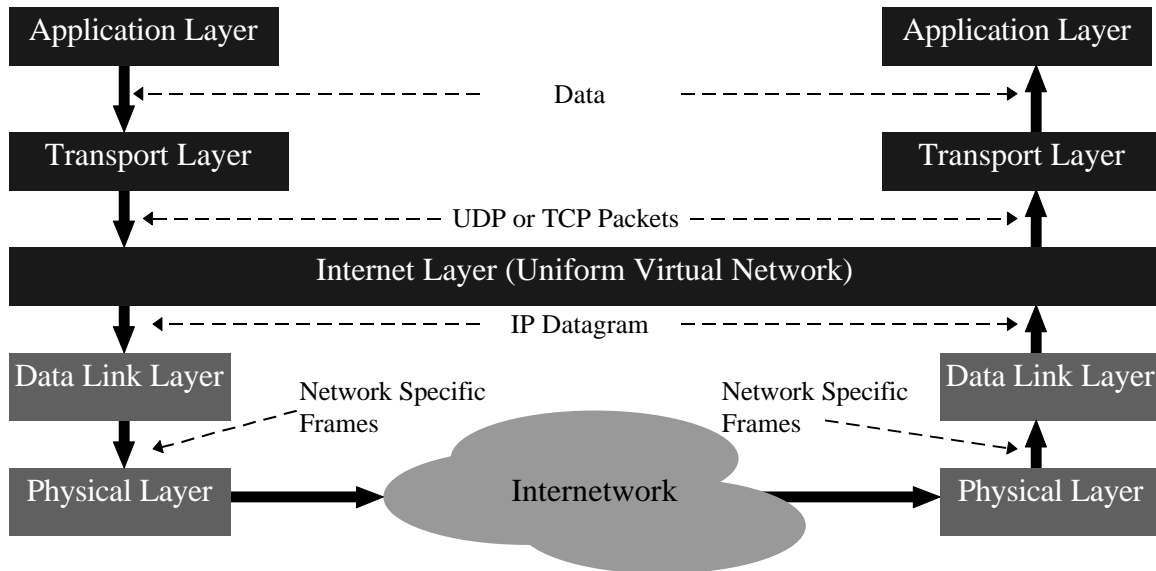 Application Layer
Application Layer
Data
Transport Layer
Transport Layer
UDP or TCP Packets
Internet Layer (Uniform Virtual Network)
IP Datagram
Data Link Layer
Data Link Layer
Network Specific
Frames
Network Specific
Frames
Physical Layer
Internetwork
Physical Layer